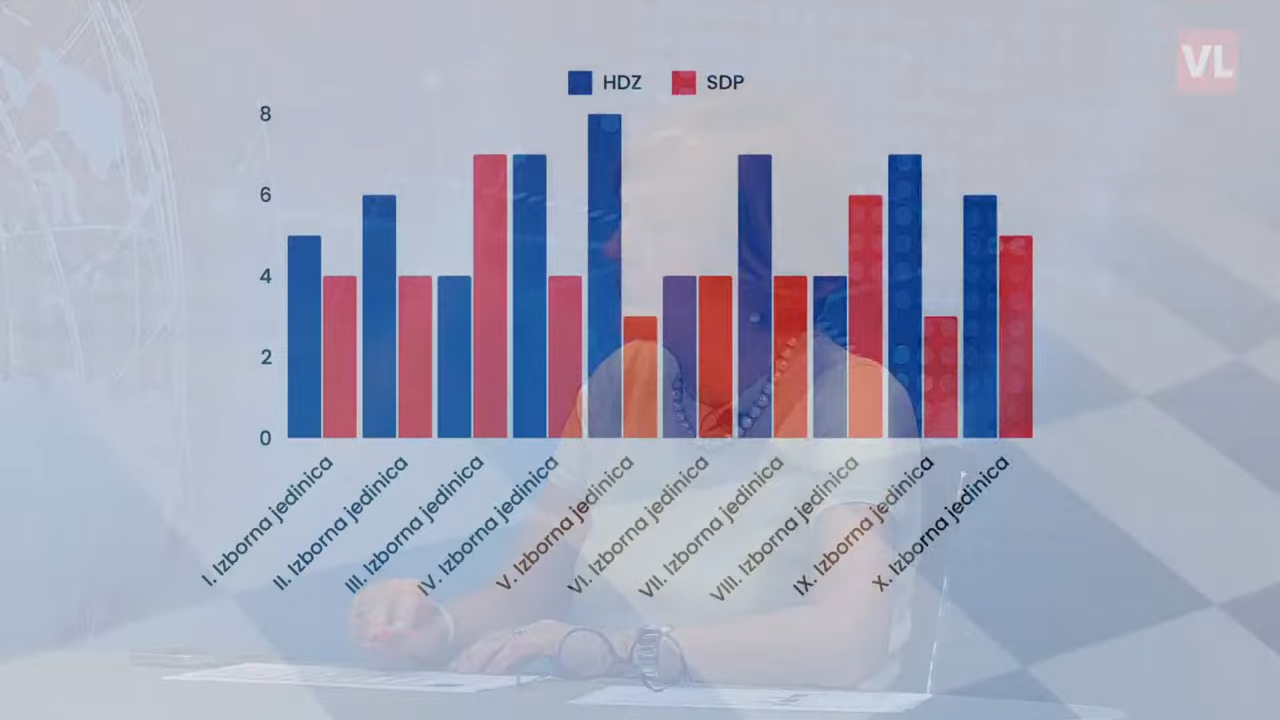 VL
HDZ
SDP
8
6
4
2
0
I. Izborna jedinica
II. Izborna jedinica
III. Izborna jedinica
IV. Izborna jedinica
V. Izborna jedinica
VI. Izborna jedinica
VII. Izborna jedinica
VIII. Izborna jedinica
IX. Izborna jedinica
X. Izborna jedinica